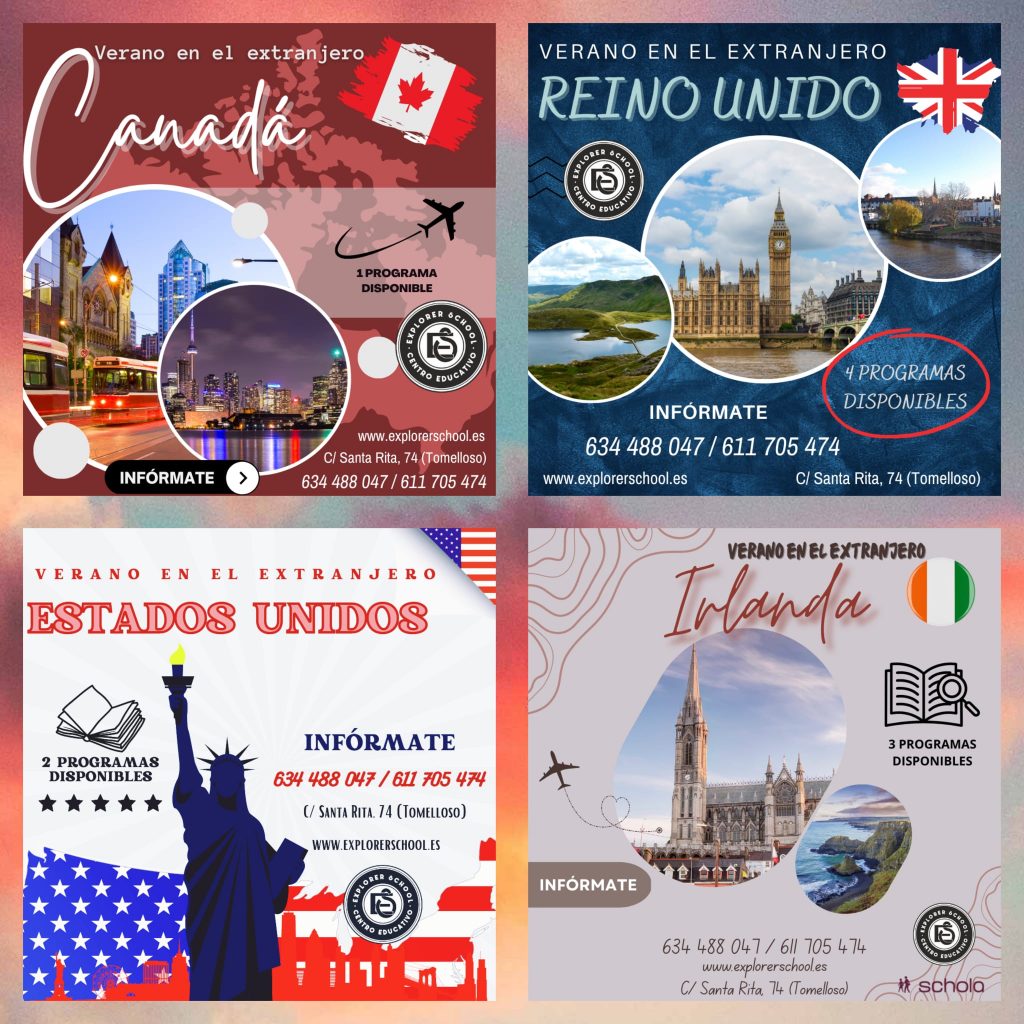 Verano en el extranjero
Canadá
1 PROGRAMA
DISPONIBLE
EXPLORER SCHOOL
CENTRO EDUCATIVO
www.explorerschool.es
C/ Santa Rita, 74 (Tomelloso)
INFÓRMATE
634 488 047 / 611 705 474
VERANO EN EL EXTRANJERO
REINO UNIDO
EXPLORER SCHOOL
CENTRO EDUCATIVO
4 PROGRAMAS
DISPONIBLES
INFÓRMATE
634 488 047 / 611 705 474
www.explorerschool.es
C/ Santa Rita, 74 (Tomelloso)
VERANO EN EL EXTRANJERO
ESTADOS UNIDOS
2 PROGRAMAS
DISPONIBLES
INFÓRMATE
634 488 047 / 611 705 474
C/ Santa Rita. 74 (Tomelloso)
www.explorerschool.es
EXPLORER SCHOOL
CENTRO EDUCATIVO
VERANO EN EL EXTRANJERO
Irlanda
3 PROGRAMAS
DISPONIBLES
INFÓRMATE
634 488 047 / 611 705 474
www.explorerschool.es
C/ Santa Rita, 74 (Tomelloso)
EXPLORER SCHOOL
CENTRO EDUCATIVO
schola